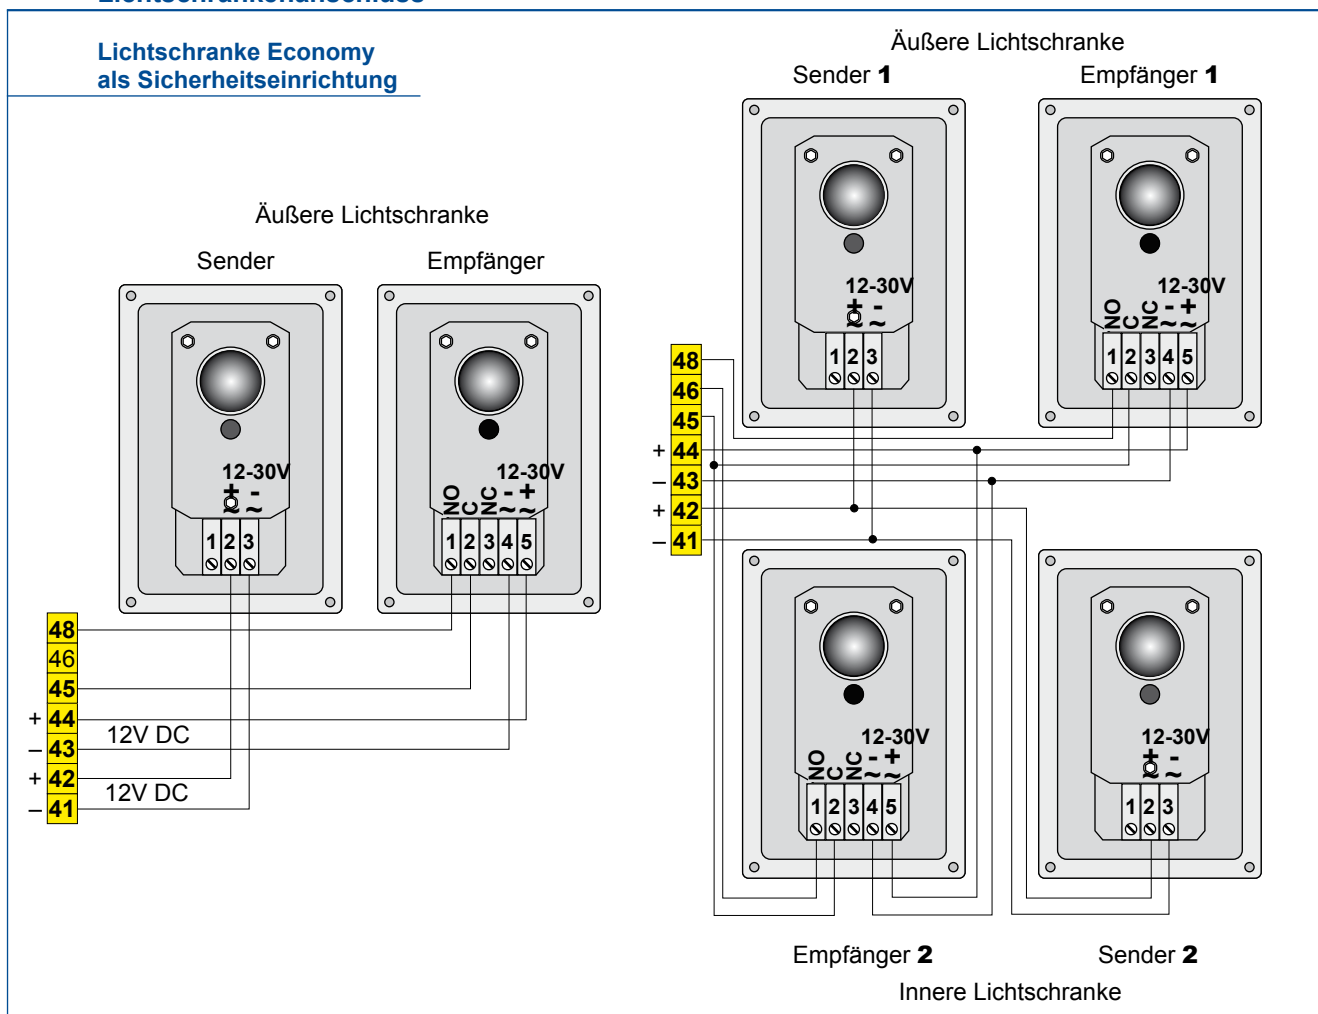 Lichtschrankenanschluss
Lichtschranke Economy
als Sicherheitseinrichtung
Äußere Lichtschranke
Sender
Empfänger
12-30V
+ -
~ ~
1 2 3
12-30V
NO C NC - +
~ ~
1 2 3 4 5
48
46
45
+ 44
12V DC
– 43
+ 42
12V DC
– 41
Äußere Lichtschranke
Sender 1
Empfänger 1
12-30V
+ -
~ ~
1 2 3
12-30V
NO C NC - +
~ ~
1 2 3 4 5
48
46
45
+ 44
– 43
+ 42
– 41
12-30V
NO C NC - +
~ ~
1 2 3 4 5
12-30V
+ -
~ ~
1 2 3
Empfänger 2
Sender 2
Innere Lichtschranke